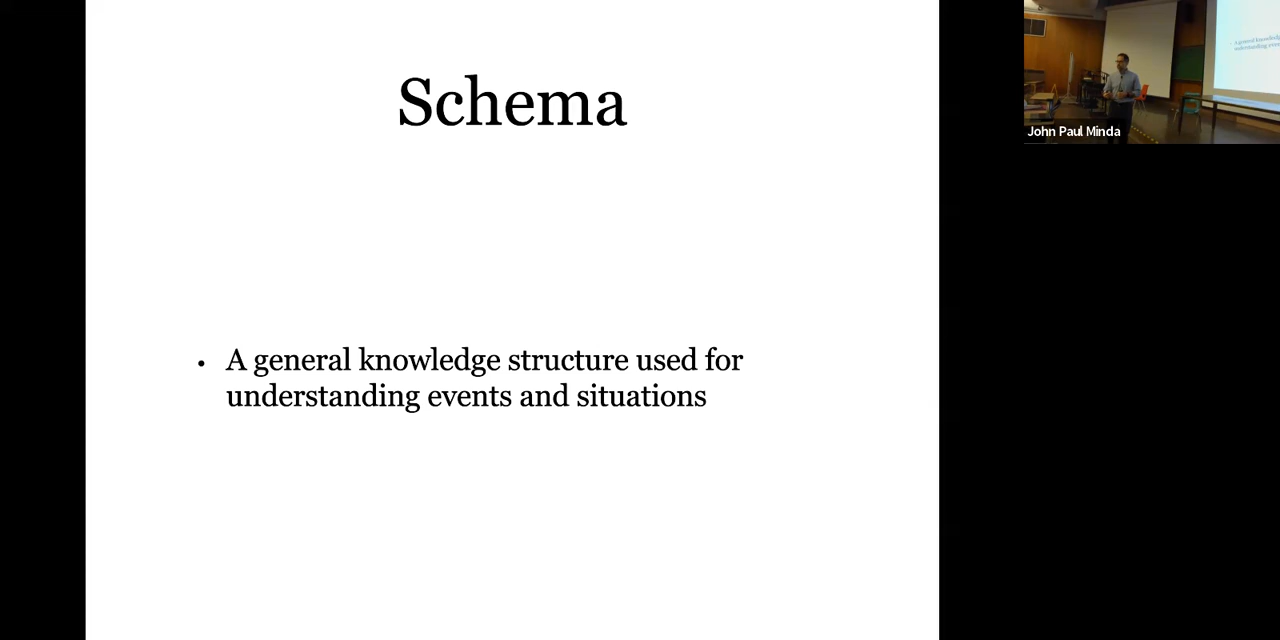 Schema
• A general knowledge structure used for
understanding events and situations
John Paul Minda